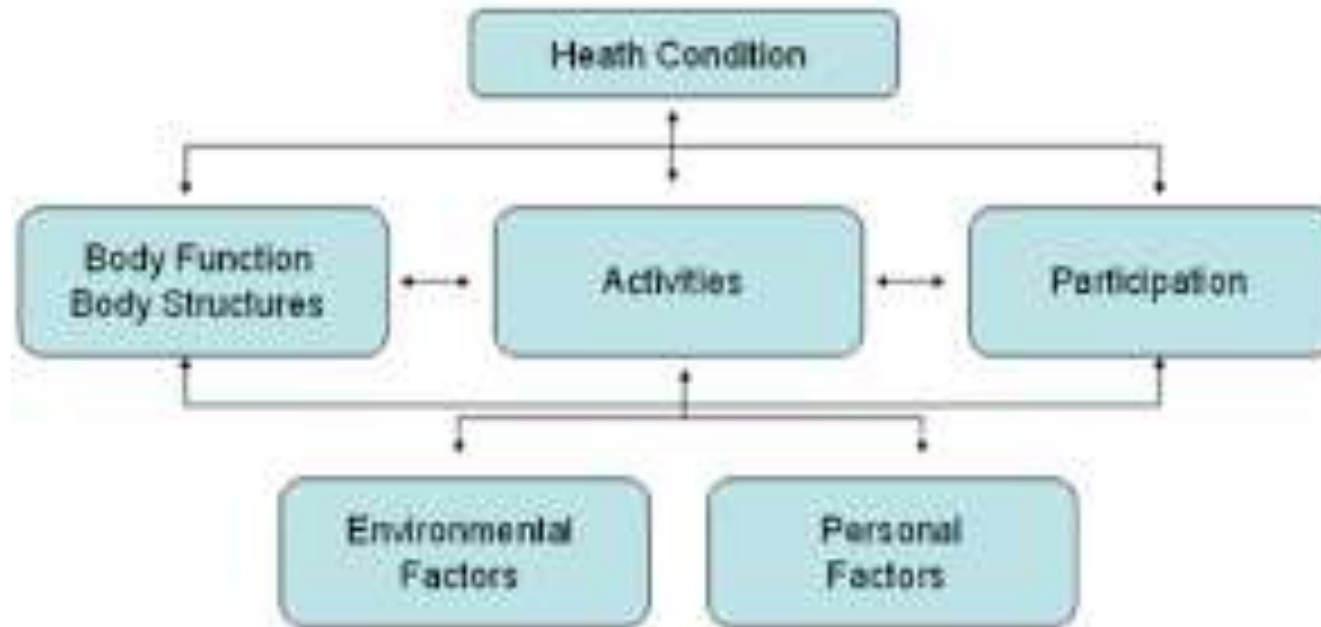 Heath Condition
Body Function
Body Structures
Activities
Participation
Environmental
Factors
Personal
Factors